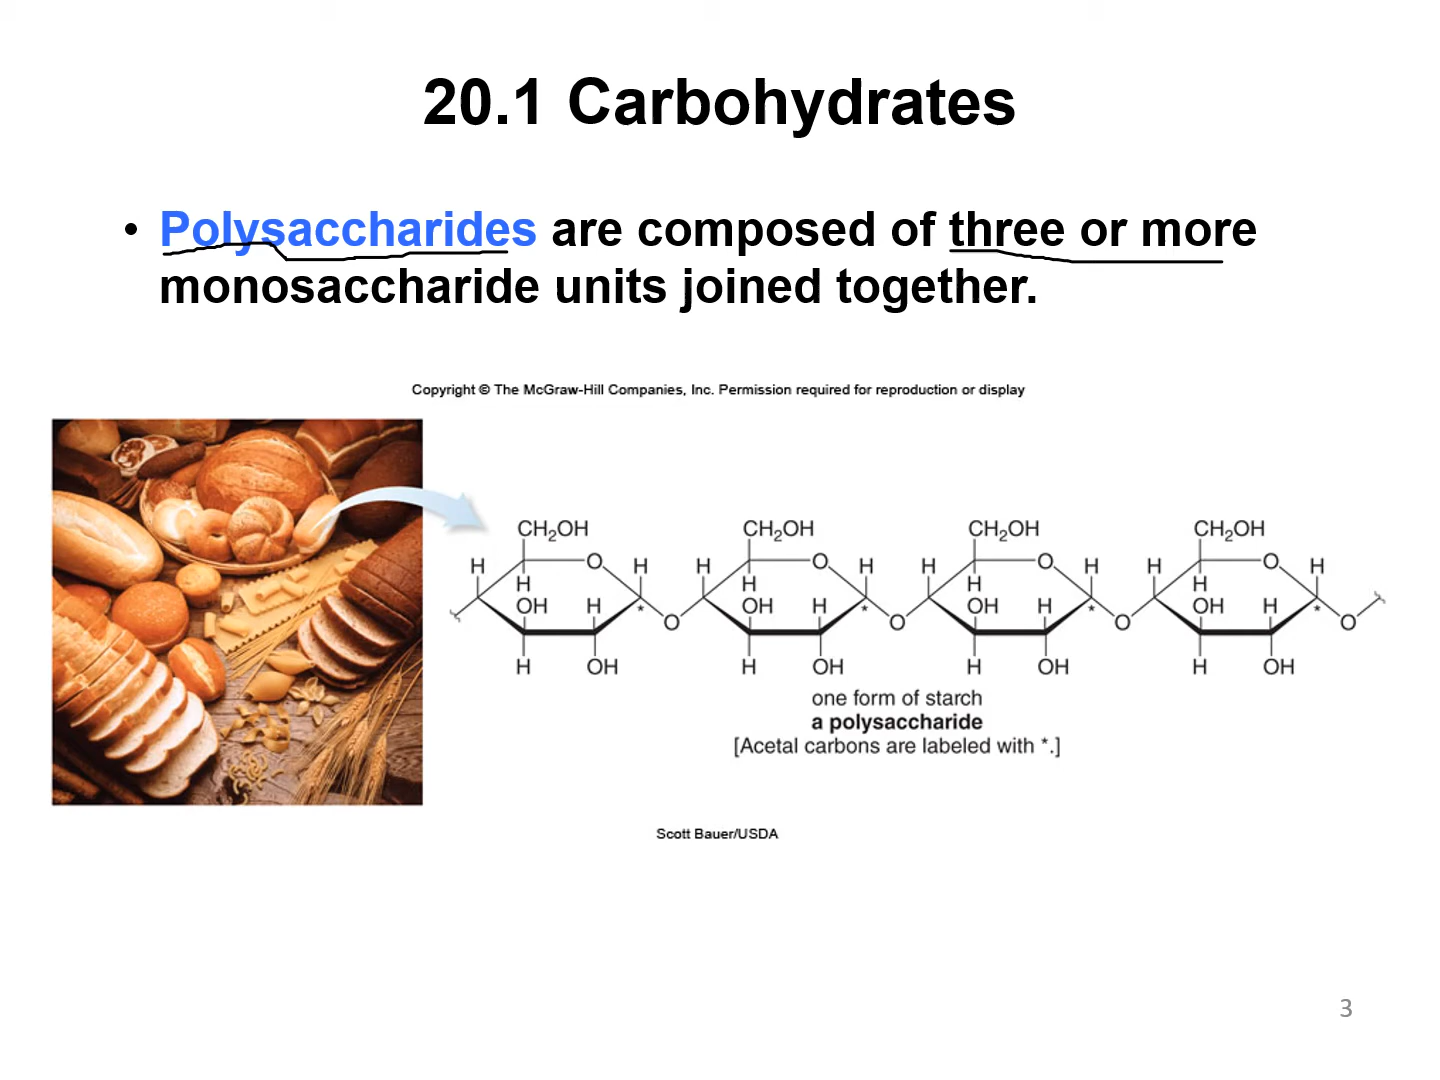 20.1 Carbohydrates
• Polysaccharides are composed of three or more
monosaccharide units joined together.
Copyright © The McGraw-Hill Companies, Inc. Permission required for reproduction or display
CH₂OH CH₂OH CH₂OH CH₂OH
H O H H O H H O H H O H
H H H H
OH H * OH H * OH H * OH H *
O O O O
H OH H OH H OH H OH
one form of starch
a polysaccharide
[Acetal carbons are labeled with *.]
Scott Bauer/USDA
3